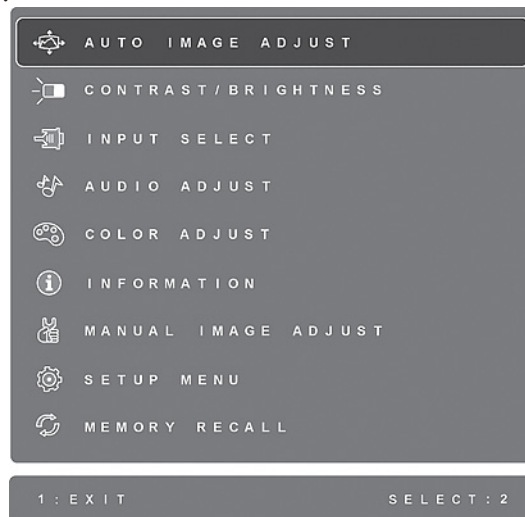 AUTO IMAGE ADJUST
CONTRAST/BRIGHTNESS
INPUT SELECT
AUDIO ADJUST
COLOR ADJUST
INFORMATION
MANUAL IMAGE ADJUST
SETUP MENU
MEMORY RECALL
1:EXIT SELECT:2